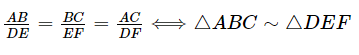 AB/DE = BC/EF = AC/DF ⟺ △ABC ∼ △DEF